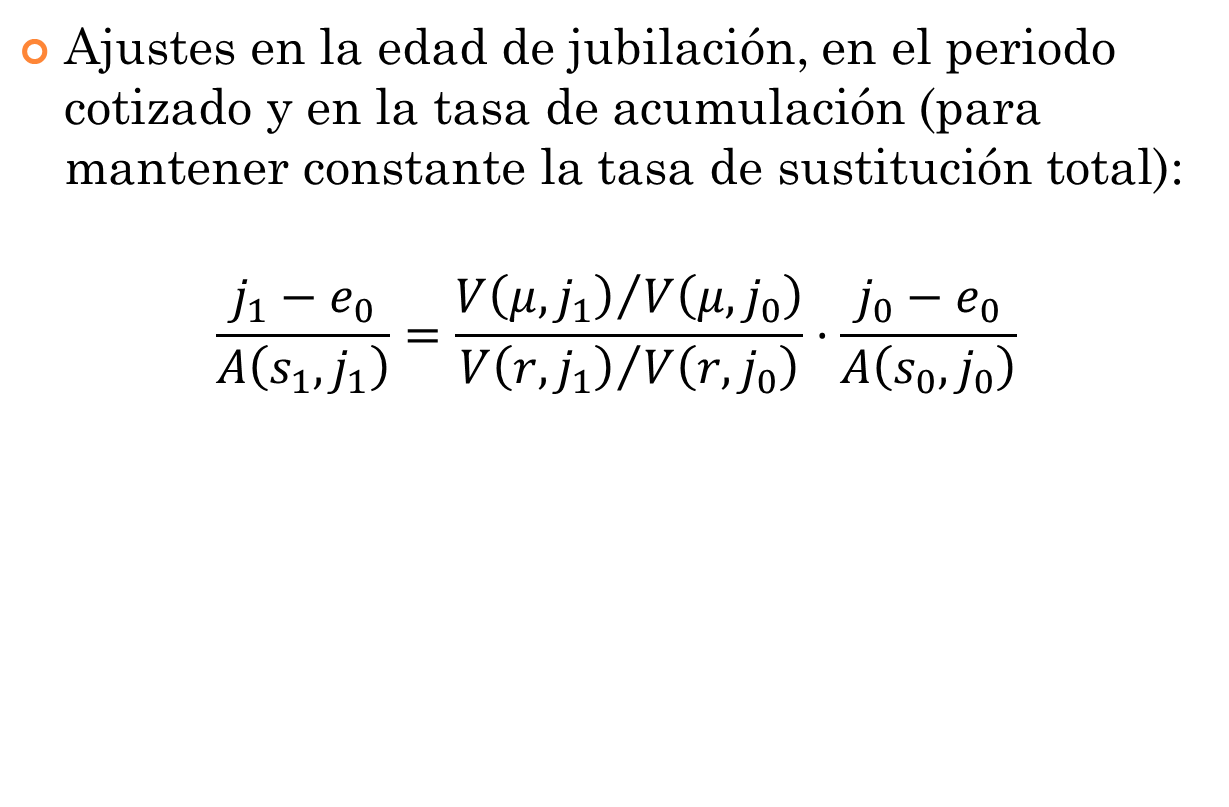 Ajustes en la edad de jubilación, en el periodo
cotizado y en la tasa de acumulación (para
mantener constante la tasa de sustitución total):
(j₁ − e₀)/A(s₁, j₁) = (V(μ, j₁)/V(μ, j₀))/(V(r, j₁)/V(r, j₀)) · (j₀ − e₀)/A(s₀, j₀)